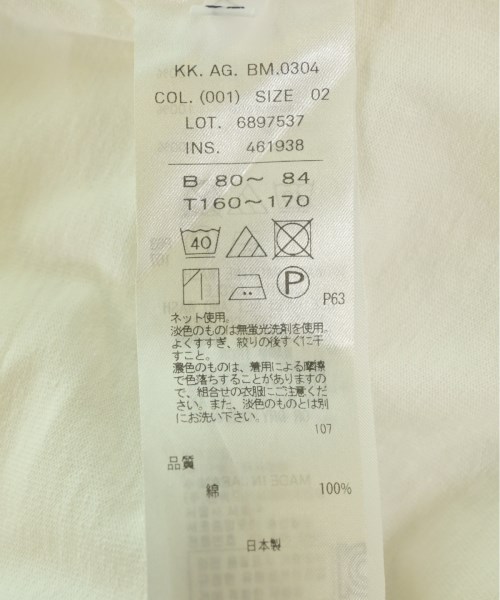 KK. AG. BM.0304
COL. (001) SIZE 02
LOT. 6897537
INS. 461938
B 80〜 84
T160〜170
40
P
P63
ネット使用。
淡色のものは無蛍光洗剤を使用。
よくすすぎ、絞りの後すぐに干
すこと。
濃色のものは、着用による摩擦
で色落ちすることがありますの
で、組合せの衣服にご注意くだ
さい。また、淡色のものとは別
にお洗い下さい。
107
品質
綿 100%
日本製